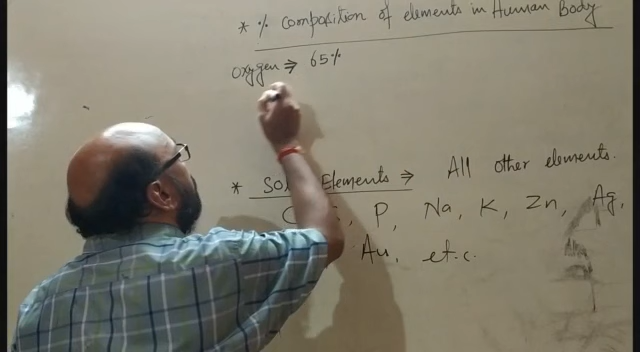 * % Composition of elements in Human Body
Oxygen ⇒ 65%
* Elements ⇒ All other elements.
P, Na, K, Zn, Ag,
Au, etc.